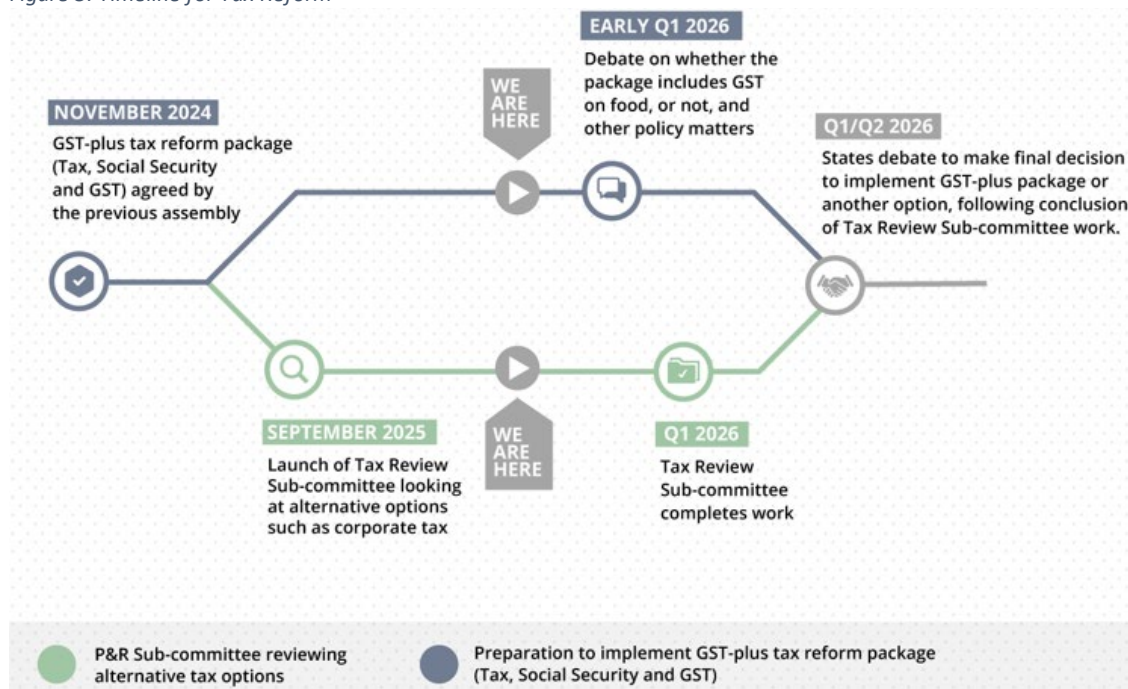 EARLY Q1 2026
Debate on whether the
package includes GST
on food, or not, and
other policy matters
WE
ARE
HERE
NOVEMBER 2024
GST-plus tax reform package
(Tax, Social Security
and GST) agreed by
the previous assembly
Q1/Q2 2026
States debate to make final decision
to implement GST-plus package or
another option, following conclusion
of Tax Review Sub-committee work.
SEPTEMBER 2025
Launch of Tax Review
Sub-committee looking
at alternative options
such as corporate tax
WE
ARE
HERE
Q1 2026
Tax Review
Sub-committee
completes work
P&R Sub-committee reviewing
alternative tax options
Preparation to implement GST-plus tax reform package
(Tax, Social Security and GST)